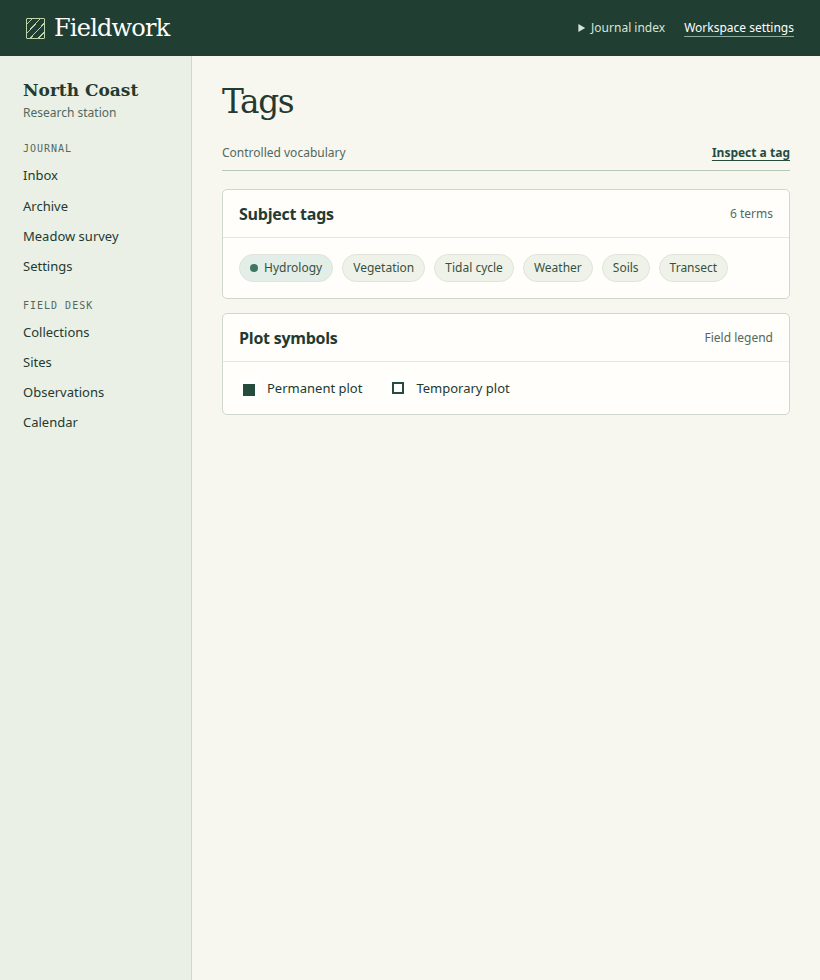 Fieldwork
Journal index
Workspace settings
North Coast
Research station
JOURNAL
Inbox
Archive
Meadow survey
Settings
FIELD DESK
Collections
Sites
Observations
Calendar
Tags
Controlled vocabulary
Inspect a tag
Subject tags
6 terms
Hydrology
Vegetation
Tidal cycle
Weather
Soils
Transect
Plot symbols
Field legend
Permanent plot
Temporary plot